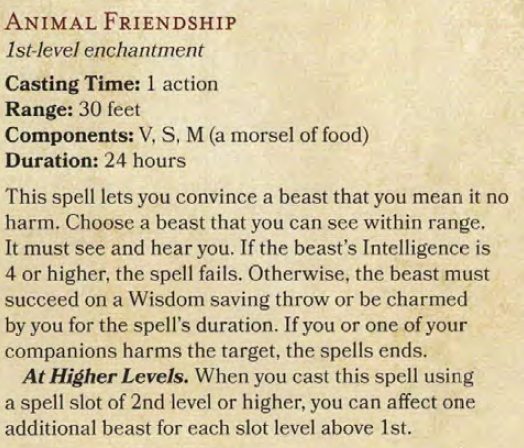 ANIMAL FRIENDSHIP
1st-level enchantment
Casting Time: 1 action
Range: 30 feet
Components: V, S, M (a morsel of food)
Duration: 24 hours
This spell lets you convince a beast that you mean it no
harm. Choose a beast that you can see within range.
It must see and hear you. If the beast's Intelligence is
4 or higher, the spell fails. Otherwise, the beast must
succeed on a Wisdom saving throw or be charmed
by you for the spell's duration. If you or one of your
companions harms the target, the spells ends.
At Higher Levels. When you cast this spell using
a spell slot of 2nd level or higher, you can affect one
additional beast for each slot level above 1st.